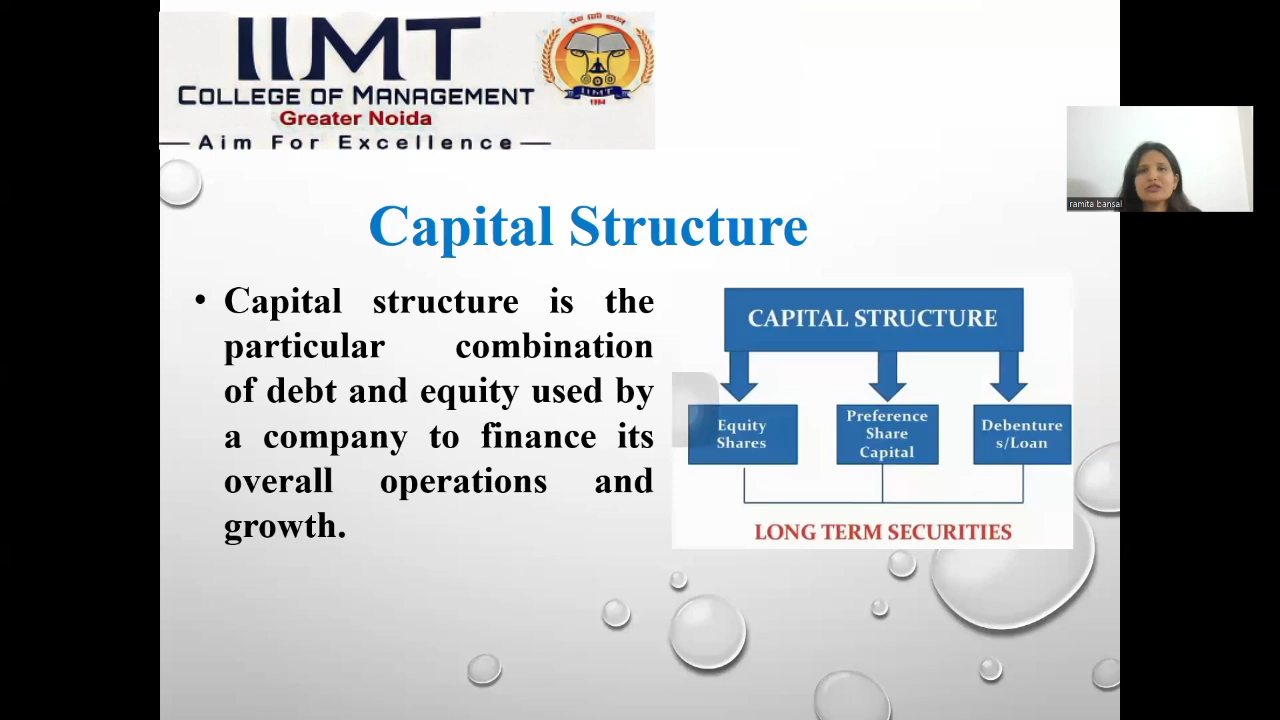 IIMT
COLLEGE OF MANAGEMENT
Greater Noida
Aim For Excellence
IIMT
1994
ramita bansal
Capital Structure
• Capital structure is the
particular combination
of debt and equity used by
a company to finance its
overall operations and
growth.
CAPITAL STRUCTURE
Equity
Shares
Preference
Share
Capital
Debenture
s/Loan
LONG TERM SECURITIES